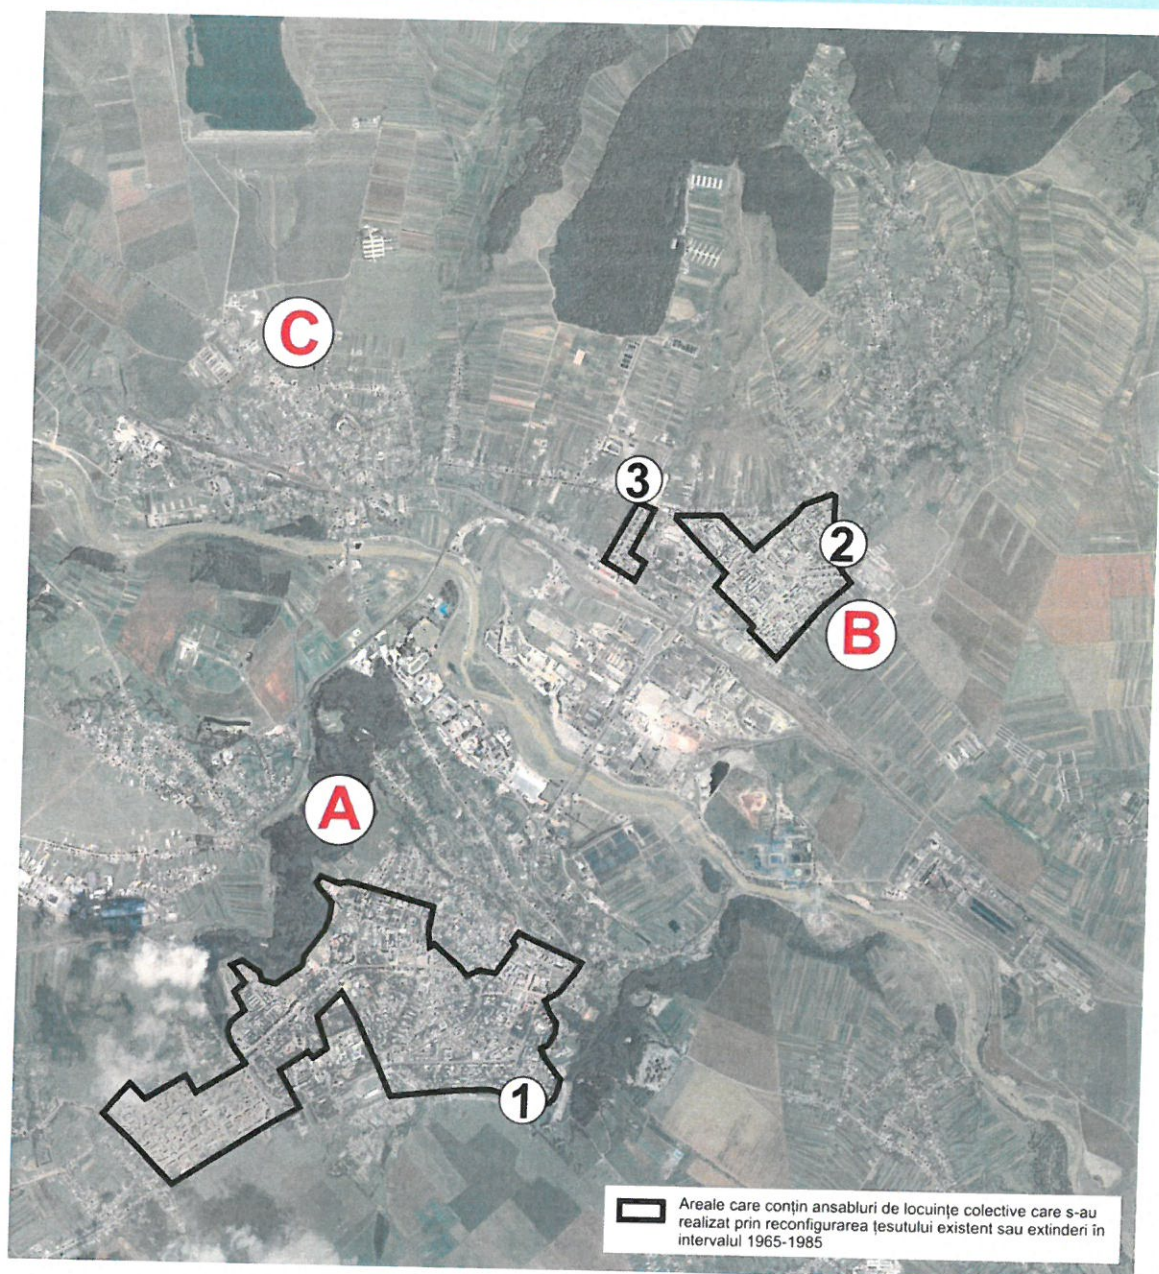 C
3
2
B
A
1
Areale care conțin ansabluri de locuințe colective care s-au
realizat prin reconfigurarea țesutului existent sau extinderi în
intervalul 1965-1985